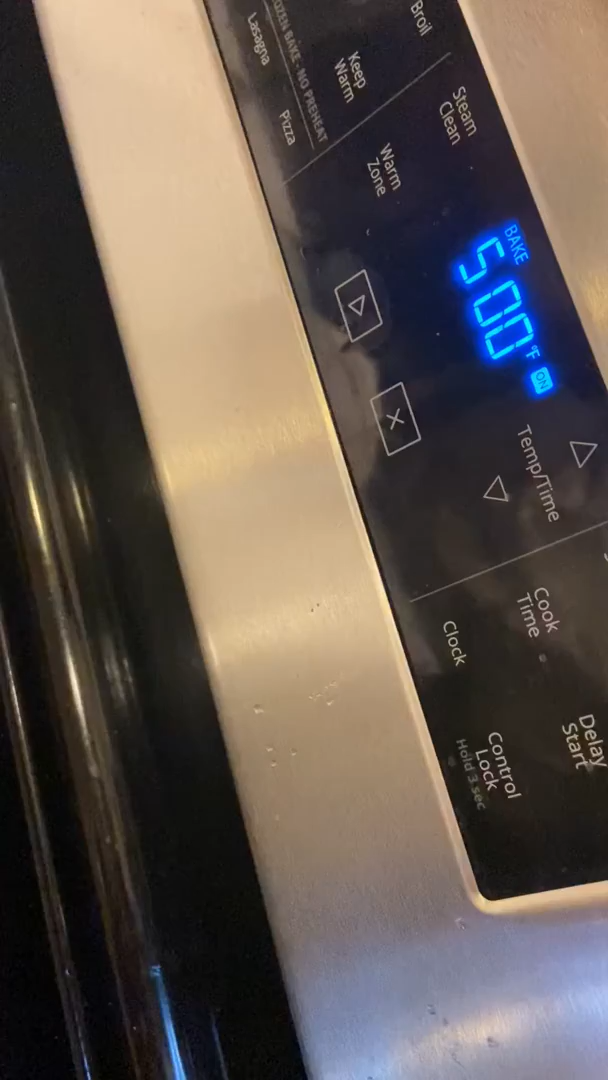 Broil
Steam
Clean
Keep
Warm
Warm
Zone
OZEN BAKE - NO PREHEAT
Lasagna
Pizza
BAKE
500°F
ON
Temp/Time
Cook
Time
Clock
Delay
Start
Control
Lock
Hold 3 sec